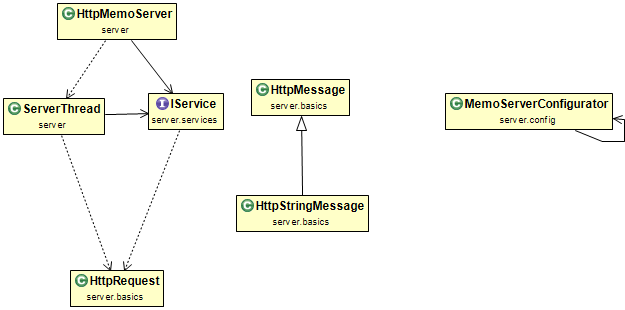 C HttpMemoServer
server
C ServerThread
server
I IService
server.services
C HttpMessage
server.basics
C MemoServerConfigurator
server.config
C HttpStringMessage
server.basics
C HttpRequest
server.basics